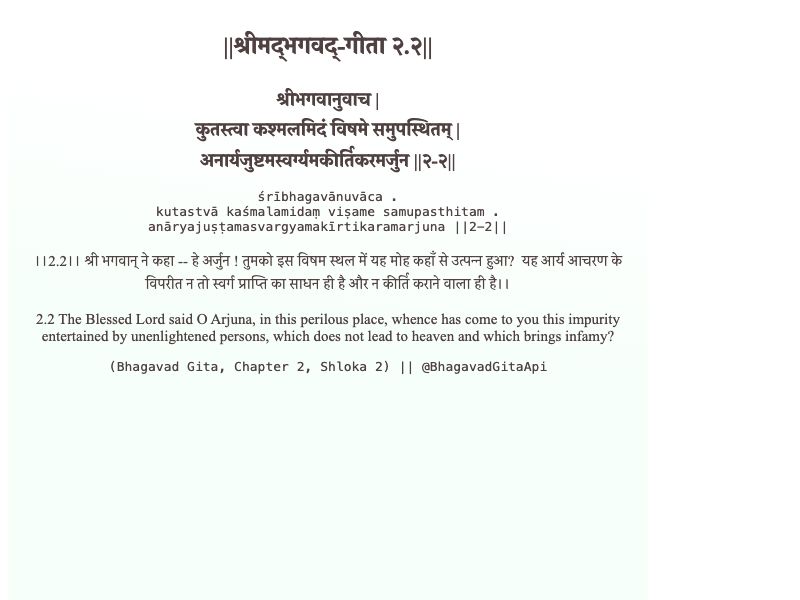 ||श्रीमद्‍भगवद्‍-गीता २.२||
श्रीभगवानुवाच |
कुतस्त्वा कश्मलमिदं विषमे समुपस्थितम् |
अनार्यजुष्टमस्वर्ग्यमकीर्तिकरमर्जुन ||२-२||
śrībhagavānuvāca .
kutastvā kaśmalamidaṃ viṣame samupasthitam .
anāryajuṣṭamasvargyamakīrtikaramarjuna ||2-2||
।।2.2।। श्री भगवान् ने कहा -- हे अर्जुन ! तुमको इस विषम स्थल में यह मोह कहाँ से उत्पन्न हुआ?  यह आर्य आचरण के
विपरीत न तो स्वर्ग प्राप्ति का साधन ही है और न कीर्ति कराने वाला ही है।।
2.2 The Blessed Lord said O Arjuna, in this perilous place, whence has come to you this impurity
entertained by unenlightened persons, which does not lead to heaven and which brings infamy?
(Bhagavad Gita, Chapter 2, Shloka 2) || @BhagavadGitaApi